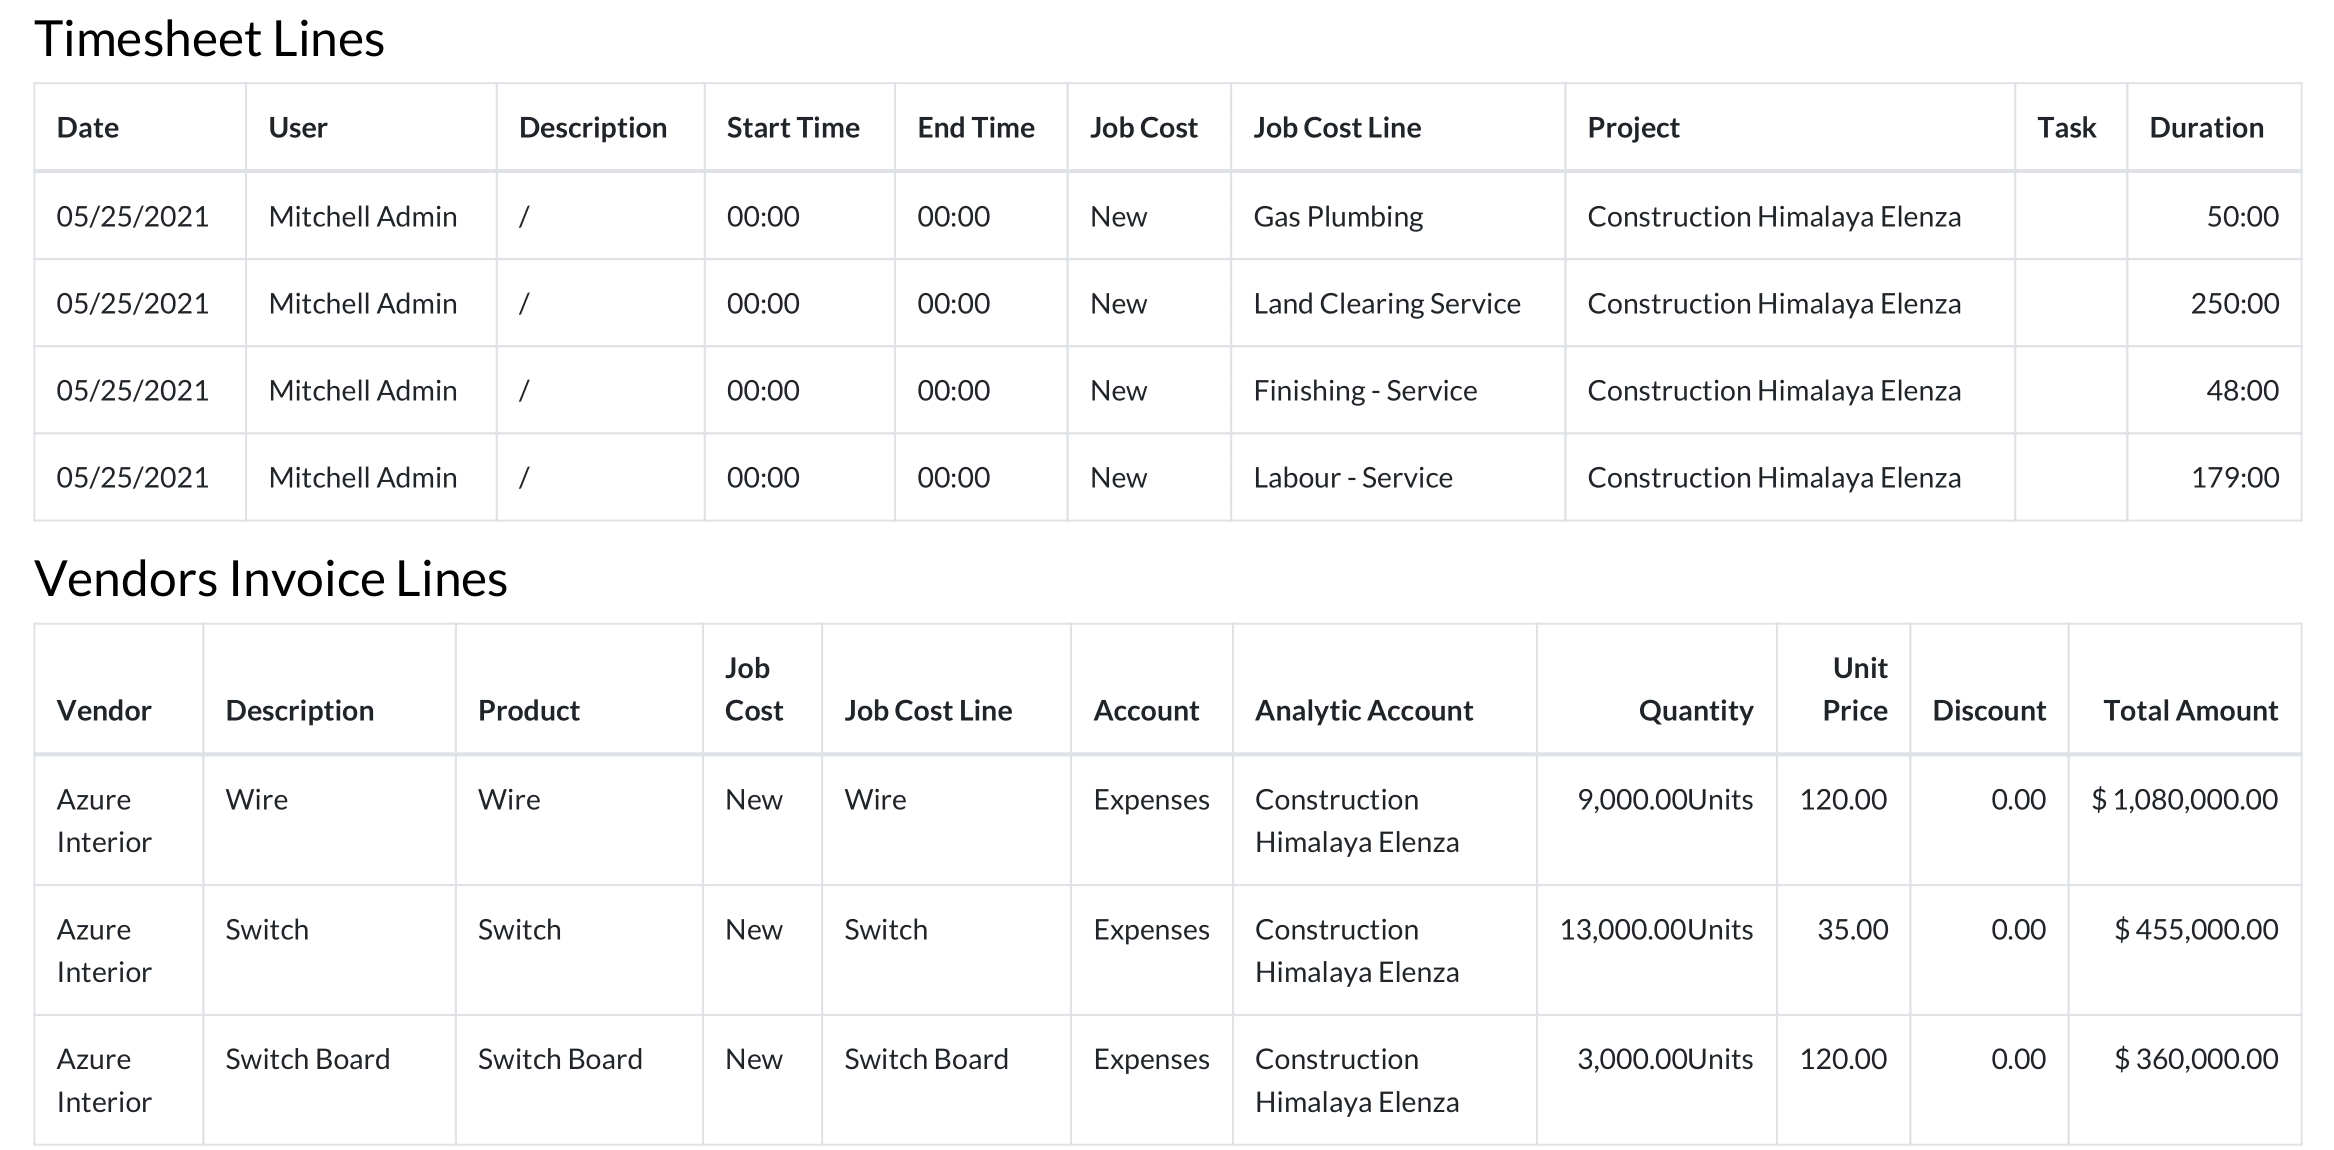 Timesheet Lines
Date User Description Start Time End Time Job Cost Job Cost Line Project Task Duration
05/25/2021 Mitchell Admin / 00:00 00:00 New Gas Plumbing Construction Himalaya Elenza 50:00
05/25/2021 Mitchell Admin / 00:00 00:00 New Land Clearing Service Construction Himalaya Elenza 250:00
05/25/2021 Mitchell Admin / 00:00 00:00 New Finishing - Service Construction Himalaya Elenza 48:00
05/25/2021 Mitchell Admin / 00:00 00:00 New Labour - Service Construction Himalaya Elenza 179:00
Vendors Invoice Lines
Job Unit
Vendor Description Product Cost Job Cost Line Account Analytic Account Quantity Price Discount Total Amount
Azure Wire Wire New Wire Expenses Construction 9,000.00Units 120.00 0.00 $ 1,080,000.00
Interior Himalaya Elenza
Azure Switch Switch New Switch Expenses Construction 13,000.00Units 35.00 0.00 $ 455,000.00
Interior Himalaya Elenza
Azure Switch Board Switch Board New Switch Board Expenses Construction 3,000.00Units 120.00 0.00 $ 360,000.00
Interior Himalaya Elenza